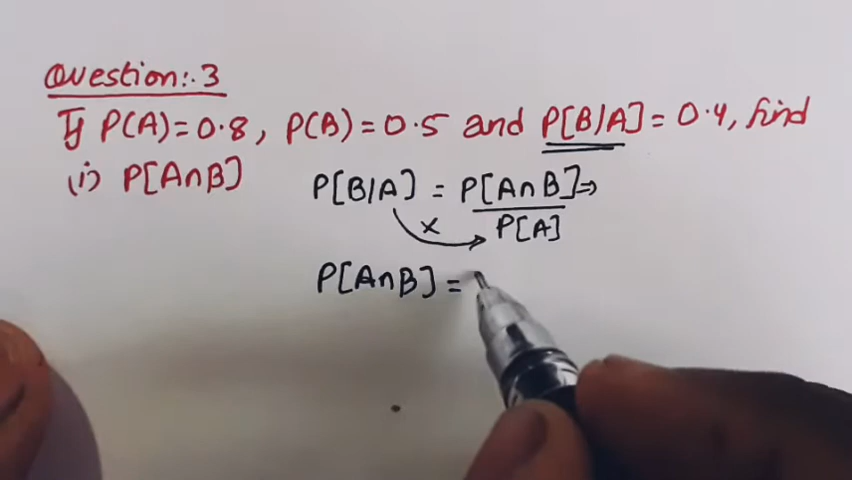 Question:. 3
If P(A)=0.8, P(B)=0.5 and P[B/A]=0.4, find
(i) P[A∩B]
P[B/A] = P[A∩B] ⇒
P[A]
×
P[A∩B] =